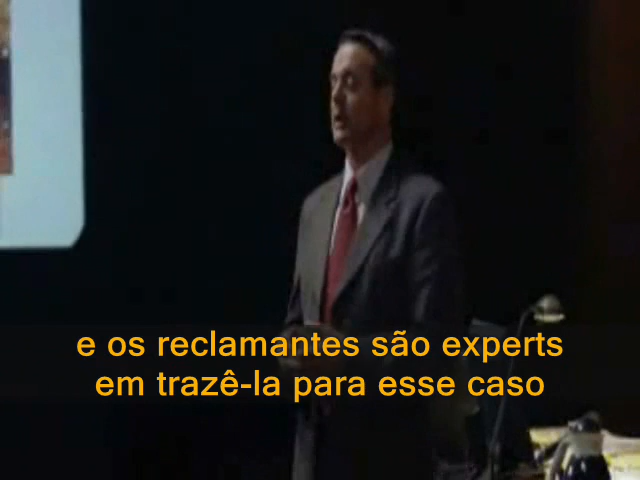 e os reclamantes são experts
em trazê-la para esse caso